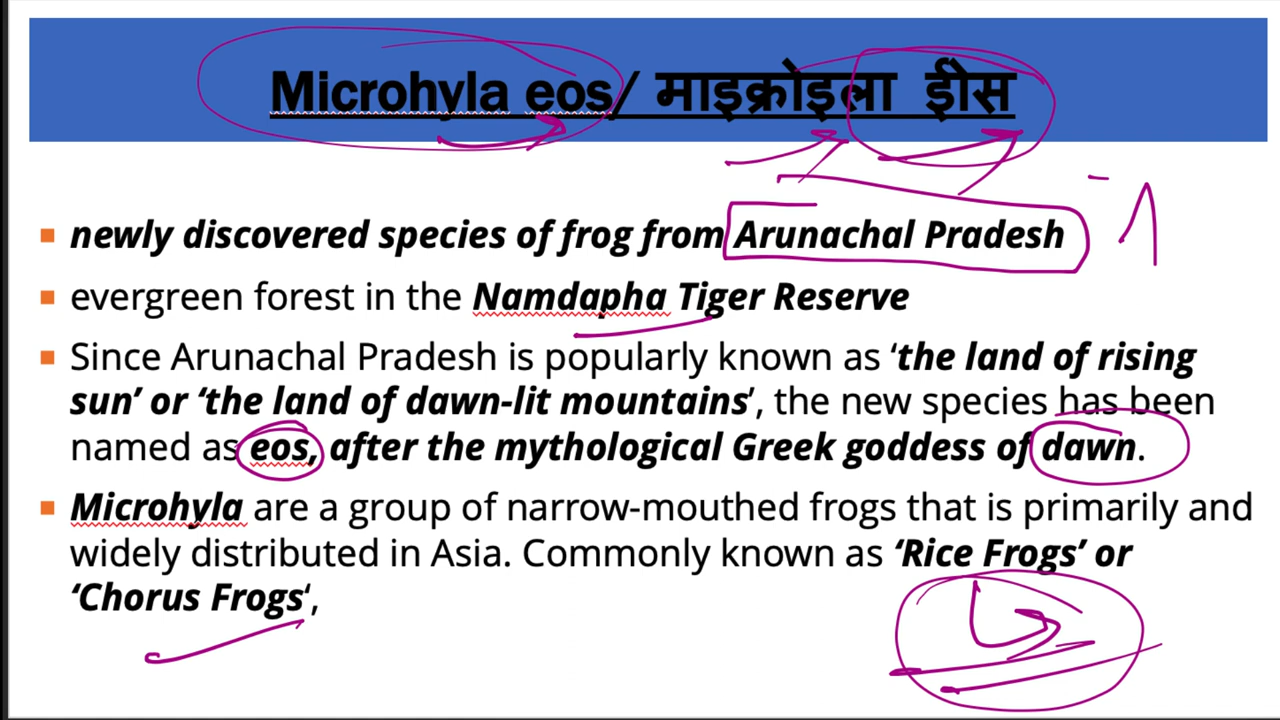 Microhyla eos/ माइक्रोइला ईोस
newly discovered species of frog from Arunachal Pradesh
evergreen forest in the Namdapha Tiger Reserve
Since Arunachal Pradesh is popularly known as ‘the land of rising
sun’ or ‘the land of dawn-lit mountains’, the new species has been
named as eos, after the mythological Greek goddess of dawn.
Microhyla are a group of narrow-mouthed frogs that is primarily and
widely distributed in Asia. Commonly known as ‘Rice Frogs’ or
‘Chorus Frogs‘,